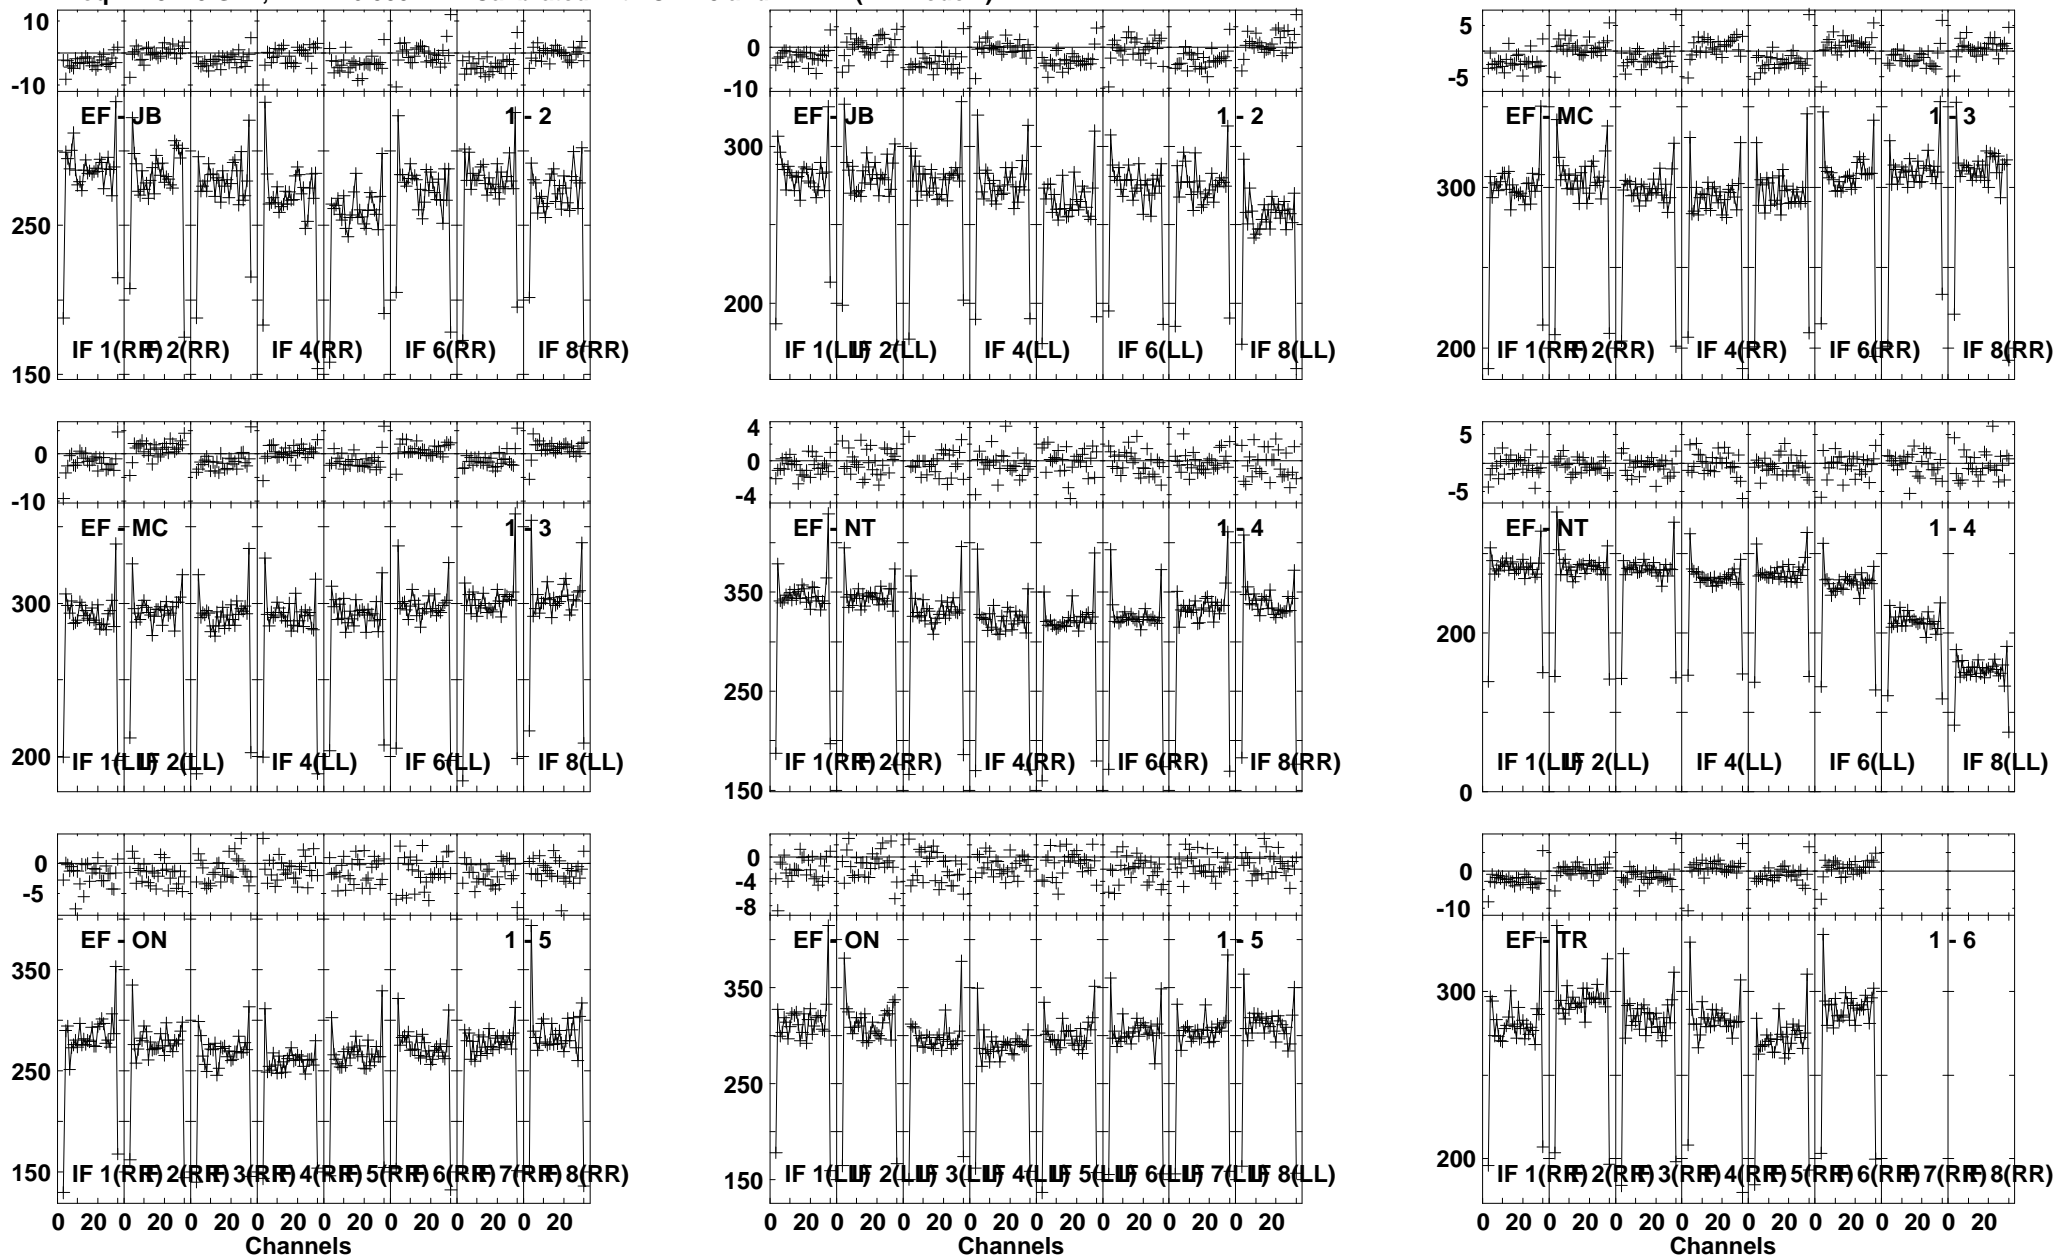 10
0
-10
EF - JB
1 - 2
250
150
IF 1(RR)
IF 2(RR)
IF 4(RR)
IF 6(RR)
IF 8(RR)
0
-10
EF - JB
1 - 2
300
200
IF 1(LL)
IF 2(LL)
IF 4(LL)
IF 6(LL)
IF 8(LL)
5
-5
EF - MC
1 - 3
300
200
IF 1(RR)
IF 2(RR)
IF 4(RR)
IF 6(RR)
IF 8(RR)
0
-10
EF - MC
1 - 3
300
200
IF 1(LL)
IF 2(LL)
IF 4(LL)
IF 6(LL)
IF 8(LL)
4
0
-4
EF - NT
1 - 4
350
250
150
IF 1(RR)
IF 2(RR)
IF 4(RR)
IF 6(RR)
IF 8(RR)
5
-5
EF - NT
1 - 4
200
0
IF 1(LL)
IF 2(LL)
IF 4(LL)
IF 6(LL)
IF 8(LL)
0
-5
EF - ON
1 - 5
350
250
150
IF 1(RR)
IF 2(RR)
IF 3(RR)
IF 4(RR)
IF 5(RR)
IF 6(RR)
IF 7(RR)
IF 8(RR)
0 20 0 20 0 20 0 20 0 20 0 20 0 20 0 20
Channels
0
-4
-8
EF - ON
1 - 5
350
250
150
IF 1(LL)
IF 2(LL)
IF 3(LL)
IF 4(LL)
IF 5(LL)
IF 6(LL)
IF 7(LL)
IF 8(LL)
0 20 0 20 0 20 0 20 0 20 0 20 0 20 0 20
Channels
0
-10
EF - TR
1 - 6
300
200
IF 1(RR)
IF 2(RR)
IF 3(RR)
IF 4(RR)
IF 5(RR)
IF 6(RR)
IF 7(RR)
IF 8(RR)
0 20 0 20 0 20 0 20 0 20 0 20 0 20 0 20
Channels